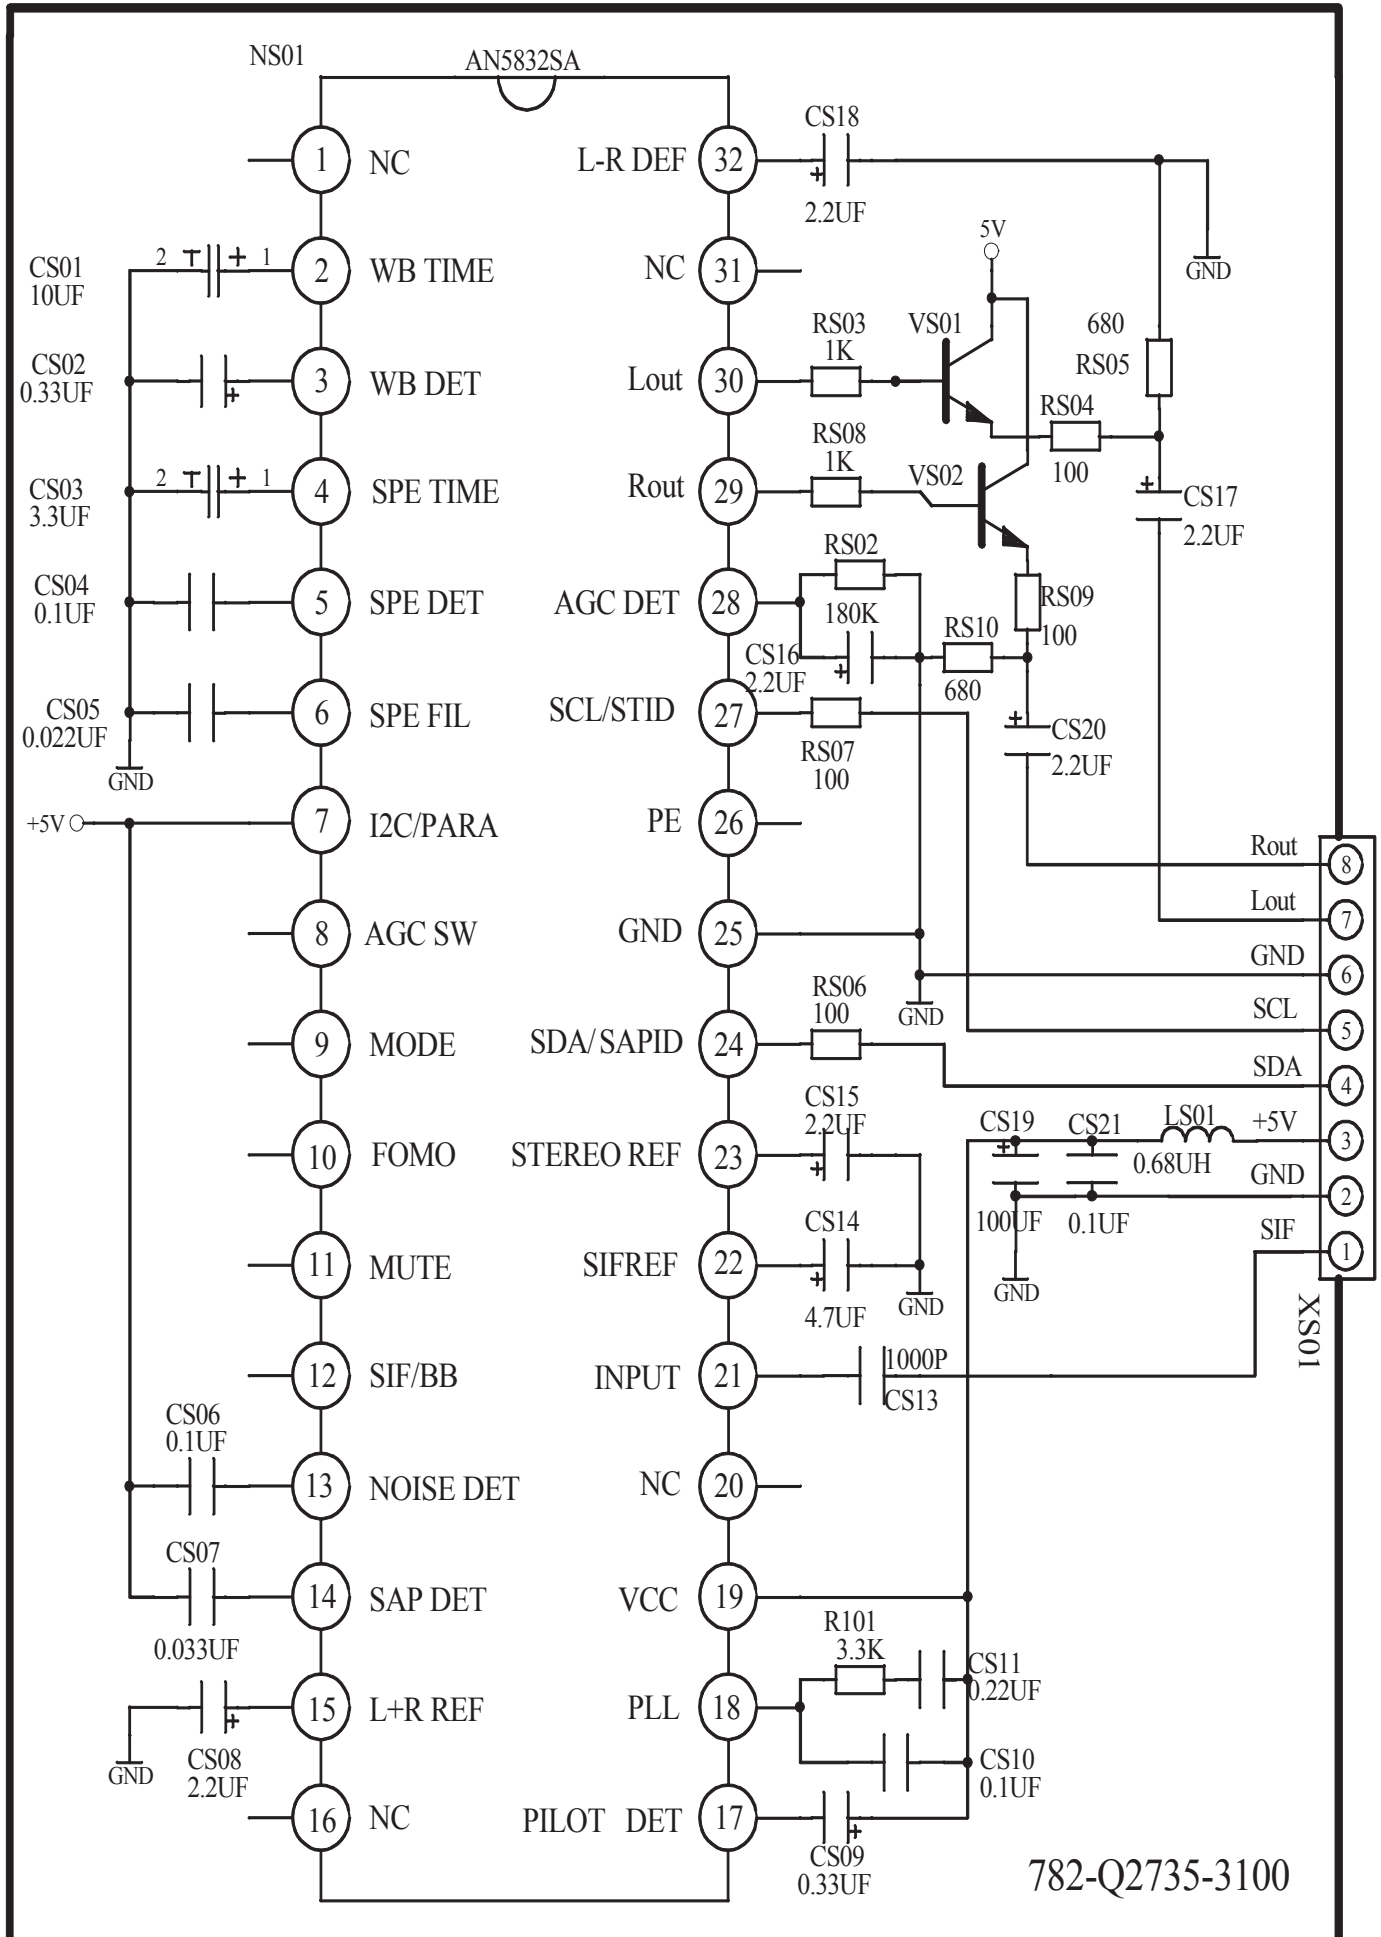 NS01
AN5832SA
CS18
1
NC
L-R DEF
32
+
2.2UF
5V
GND
CS01
10UF
2
+
1
2
WB TIME
NC
31
RS03
1K
VS01
680
RS05
CS02
0.33UF
+
3
WB DET
Lout
30
RS04
100
RS08
1K
CS03
3.3UF
2
+
1
4
SPE TIME
Rout
29
VS02
+
CS17
2.2UF
RS02
180K
CS04
0.1UF
5
SPE DET
AGC DET
28
RS09
100
RS10
680
CS16
2.2UF
+
CS05
0.022UF
6
SPE FIL
SCL/STID
27
RS07
100
+
CS20
2.2UF
GND
+5V
7
I2C/PARA
PE
26
Rout
8
Lout
7
8
AGC SW
GND
25
GND
6
GND
RS06
100
SCL
5
9
MODE
SDA/ SAPID
24
SDA
4
CS15
2.2UF
+
CS19
+
CS21
LS01
+5V
3
0.68UH
10
FOMO
STEREO REF
23
GND
2
100UF
0.1UF
CS14
SIF
1
11
MUTE
SIFREF
22
+
4.7UF
GND
GND
XS01
12
SIF/BB
INPUT
21
1000P
CS13
CS06
0.1UF
13
NOISE DET
NC
20
CS07
14
SAP DET
VCC
19
0.033UF
R101
3.3K
CS11
0.22UF
15
L+R REF
PLL
18
+
GND
CS08
2.2UF
CS10
0.1UF
16
NC
PILOT DET
17
+
CS09
0.33UF
782-Q2735-3100